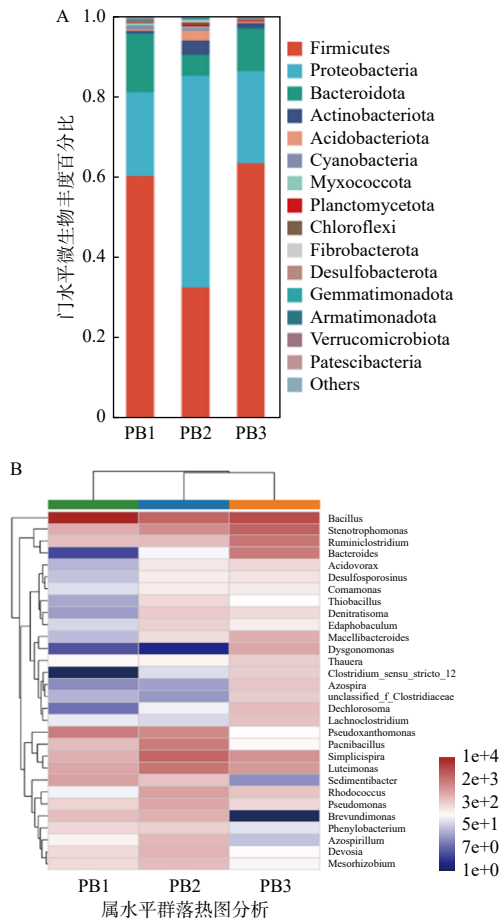 A
门水平微生物丰度百分比
1.0
0.8
0.6
0.4
0.2
0
PB1 PB2 PB3
Firmicutes
Proteobacteria
Bacteroidota
Actinobacteriota
Acidobacteriota
Cyanobacteria
Myxococcota
Planctomycetota
Chloroflexi
Fibrobacterota
Desulfobacterota
Gemmatimonadota
Armatimonadota
Verrucomicrobiota
Patescibacteria
Others
B
Bacillus
Stenotrophomonas
Ruminiclostridium
Bacteroides
Acidovorax
Desulfosporosinus
Comamonas
Thiobacillus
Denitratisoma
Edaphobaculum
Macellibacteroides
Dysgonomonas
Thauera
Clostridium_sensu_stricto_12
Azospira
unclassified_f_Clostridiaceae
Dechlorosoma
Lachnoclostridium
Pseudoxanthomonas
Pacnibacillus
Simplicispira
Luteimonas
Sedimentibacter
Rhodococcus
Pseudomonas
Brevundimonas
Phenylobacterium
Azospirillum
Devosia
Mesorhizobium
1e+4
2e+3
3e+2
5e+1
7e+0
1e+0
PB1 PB2 PB3
属水平群落热图分析